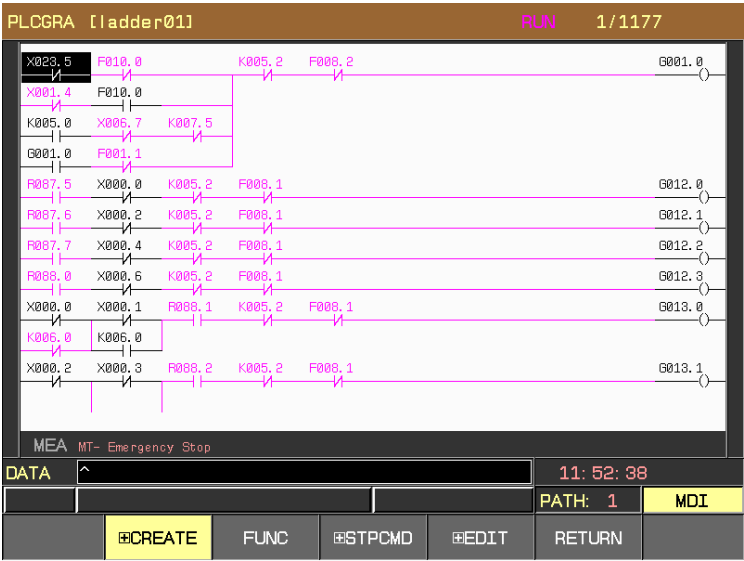 PLCGRA [ladder01] RUN 1/1177
X023.5 F010.0 K005.2 F008.2 G001.0
X001.4 F010.0
K005.0 X006.7 K007.5
G001.0 F001.1
R087.5 X000.0 K005.2 F008.1 G012.0
R087.6 X000.2 K005.2 F008.1 G012.1
R087.7 X000.4 K005.2 F008.1 G012.2
R088.0 X000.6 K005.2 F008.1 G012.3
X000.0 X000.1 R088.1 K005.2 F008.1 G013.0
K006.0 K006.0
X000.2 X000.3 R088.2 K005.2 F008.1 G013.1
MEA MT- Emergency Stop
DATA ^ 11:52:38
PATH: 1 MDI
⊞CREATE FUNC ⊞STPCMD ⊞EDIT RETURN